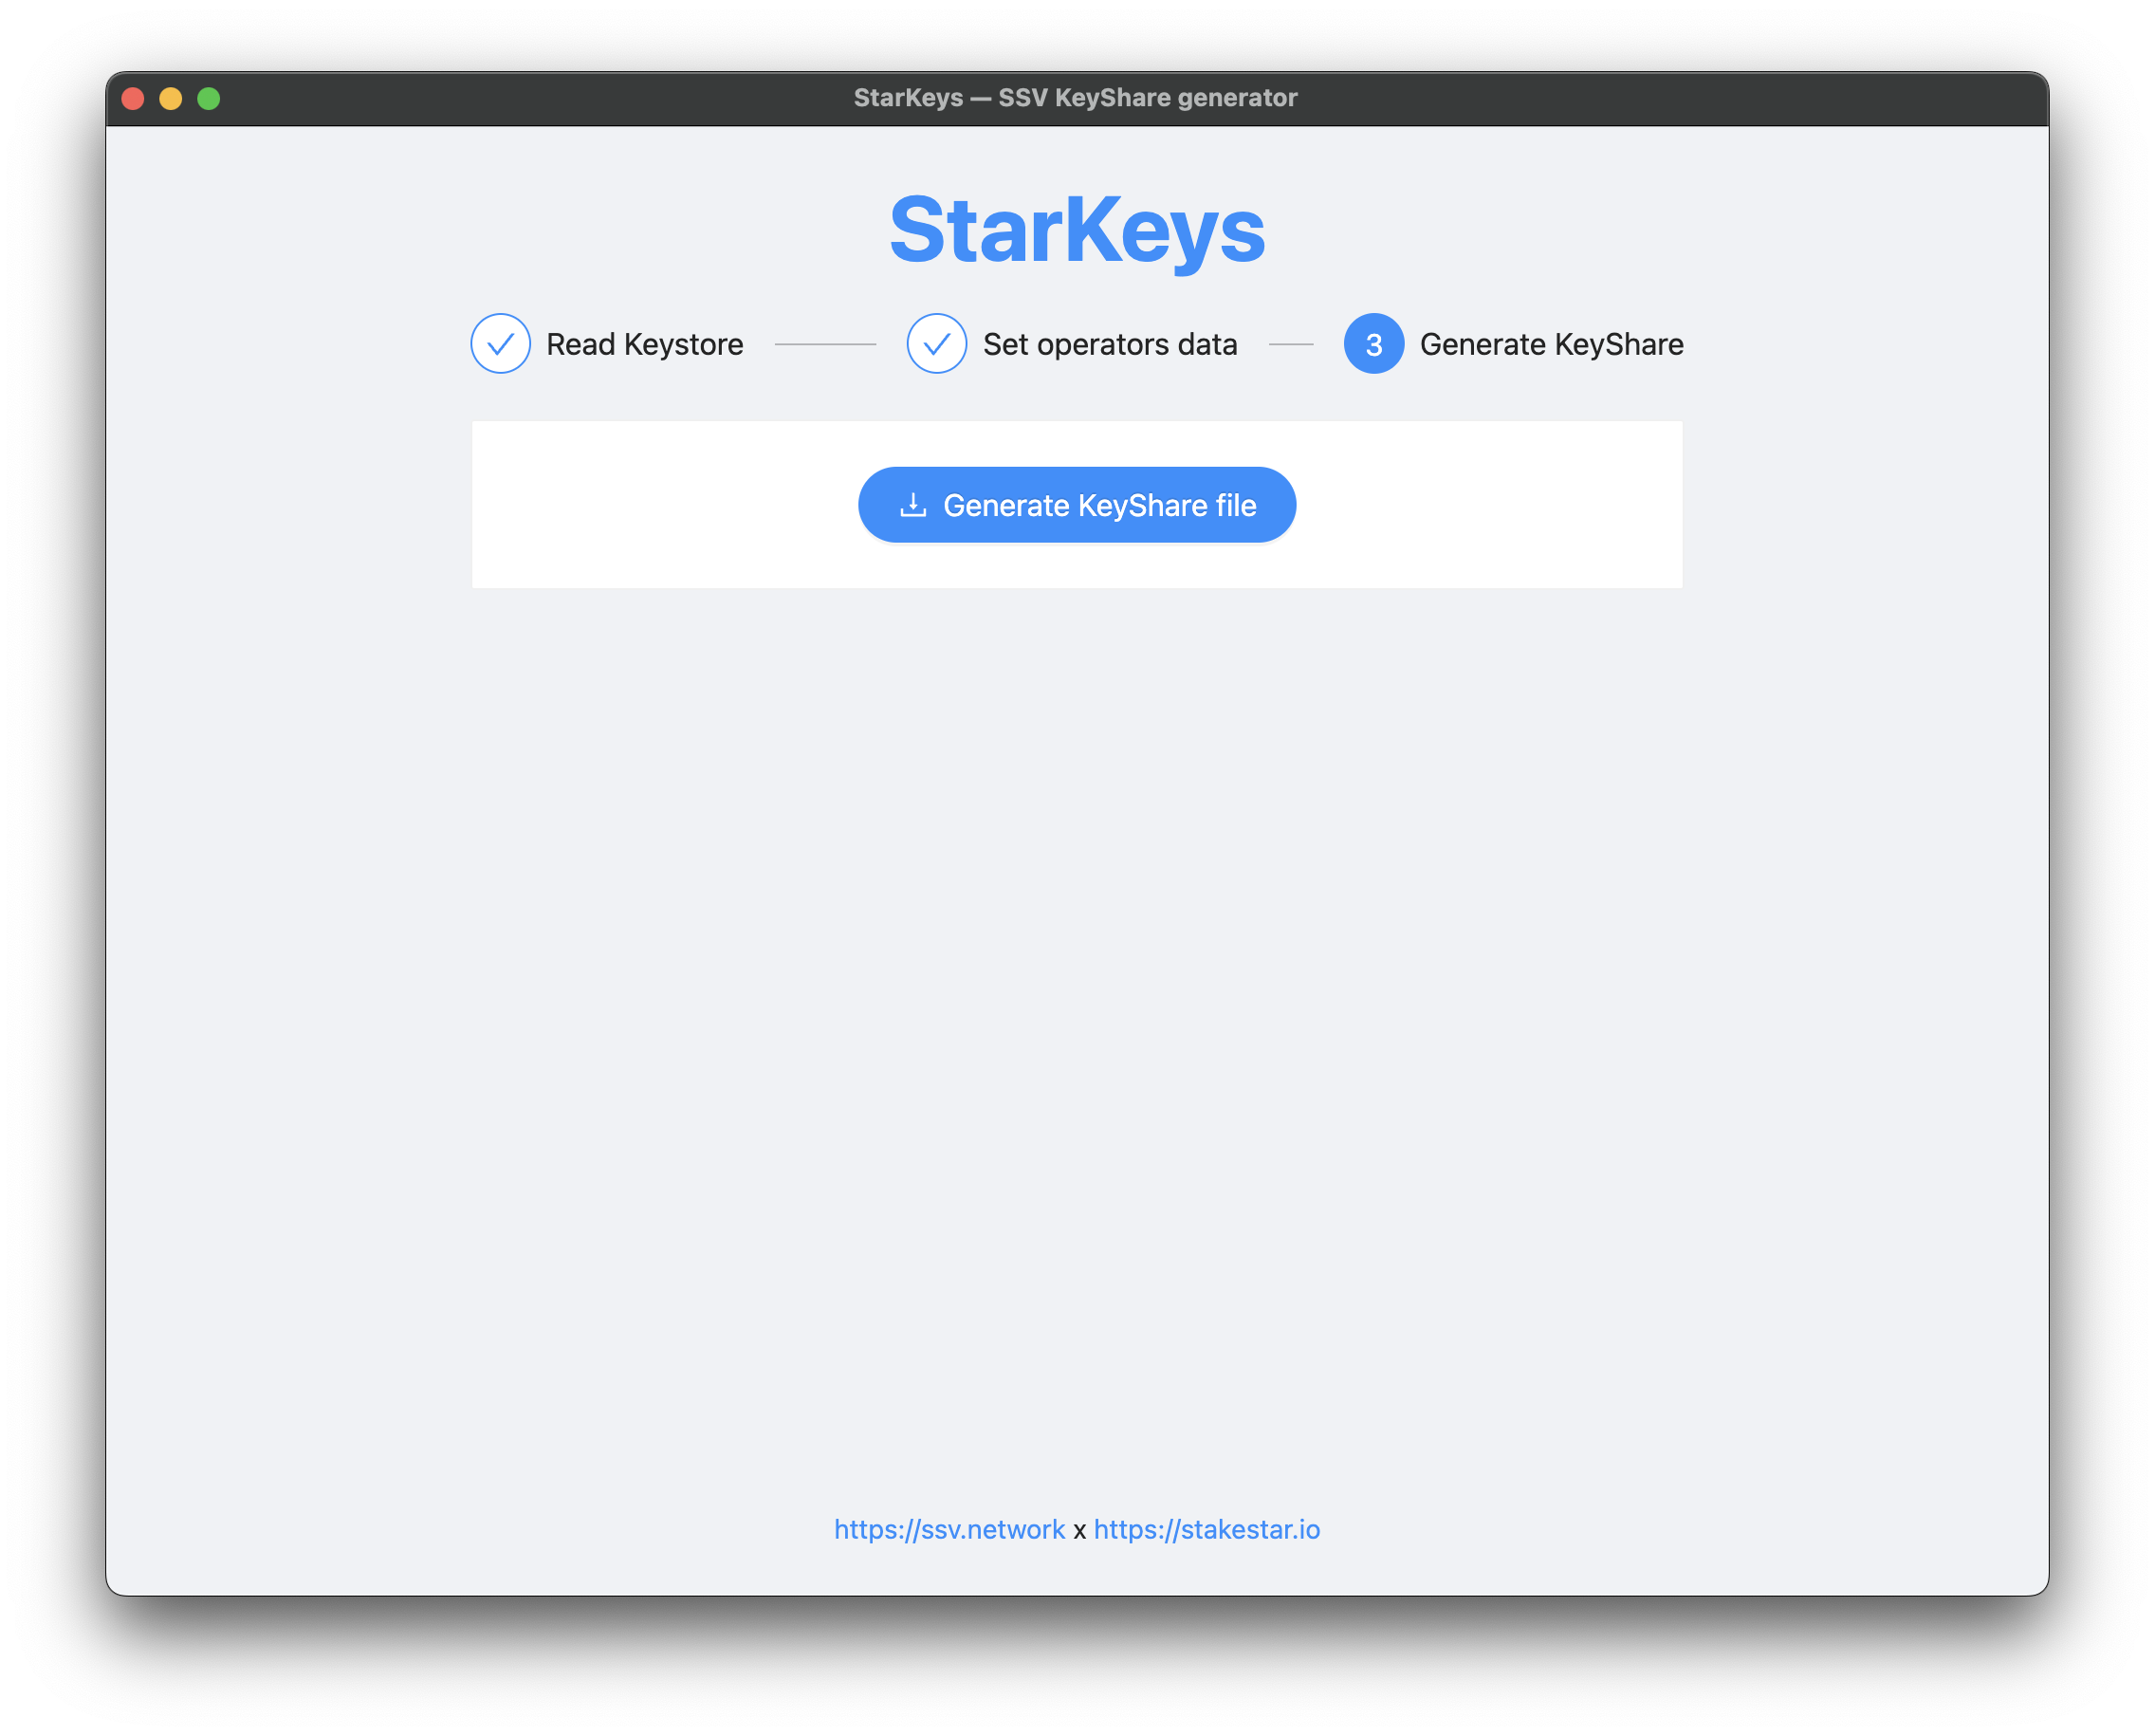 StarKeys — SSV KeyShare generator
StarKeys
Read Keystore
Set operators data
3 Generate KeyShare
Generate KeyShare file
https://ssv.network x https://stakestar.io